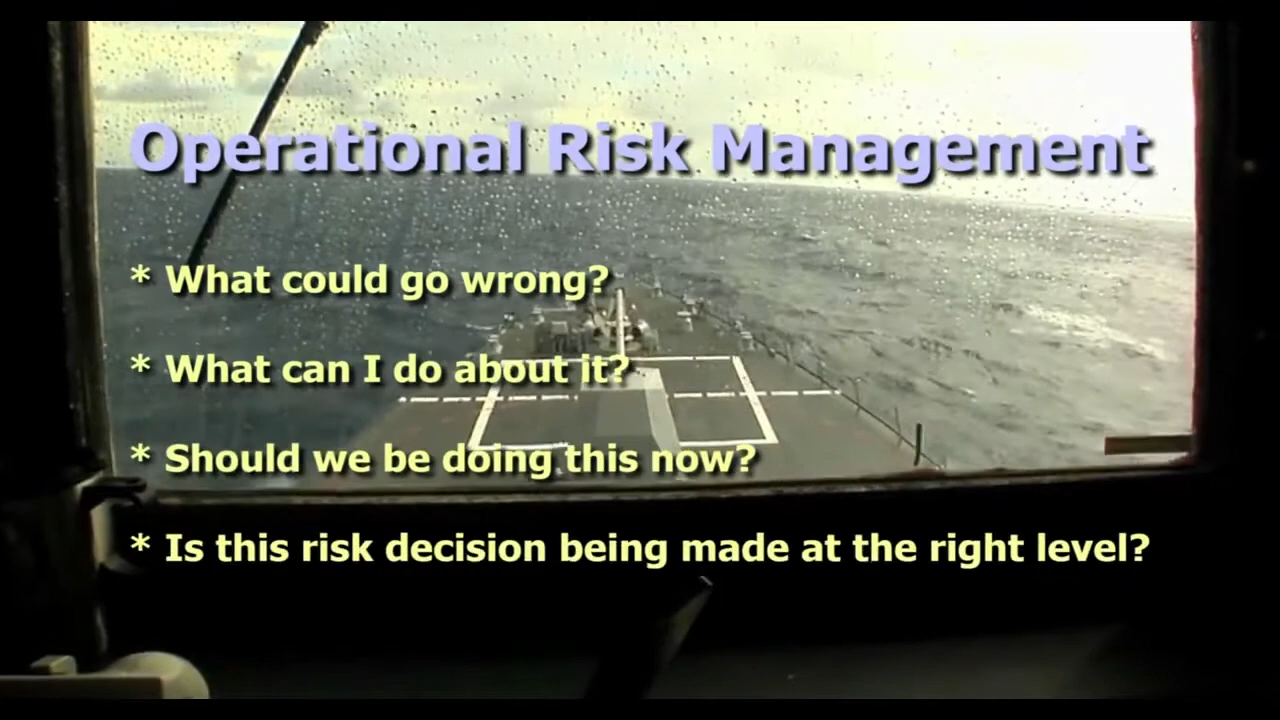 Operational Risk Management
* What could go wrong?
* What can I do about it?
* Should we be doing this now?
* Is this risk decision being made at the right level?